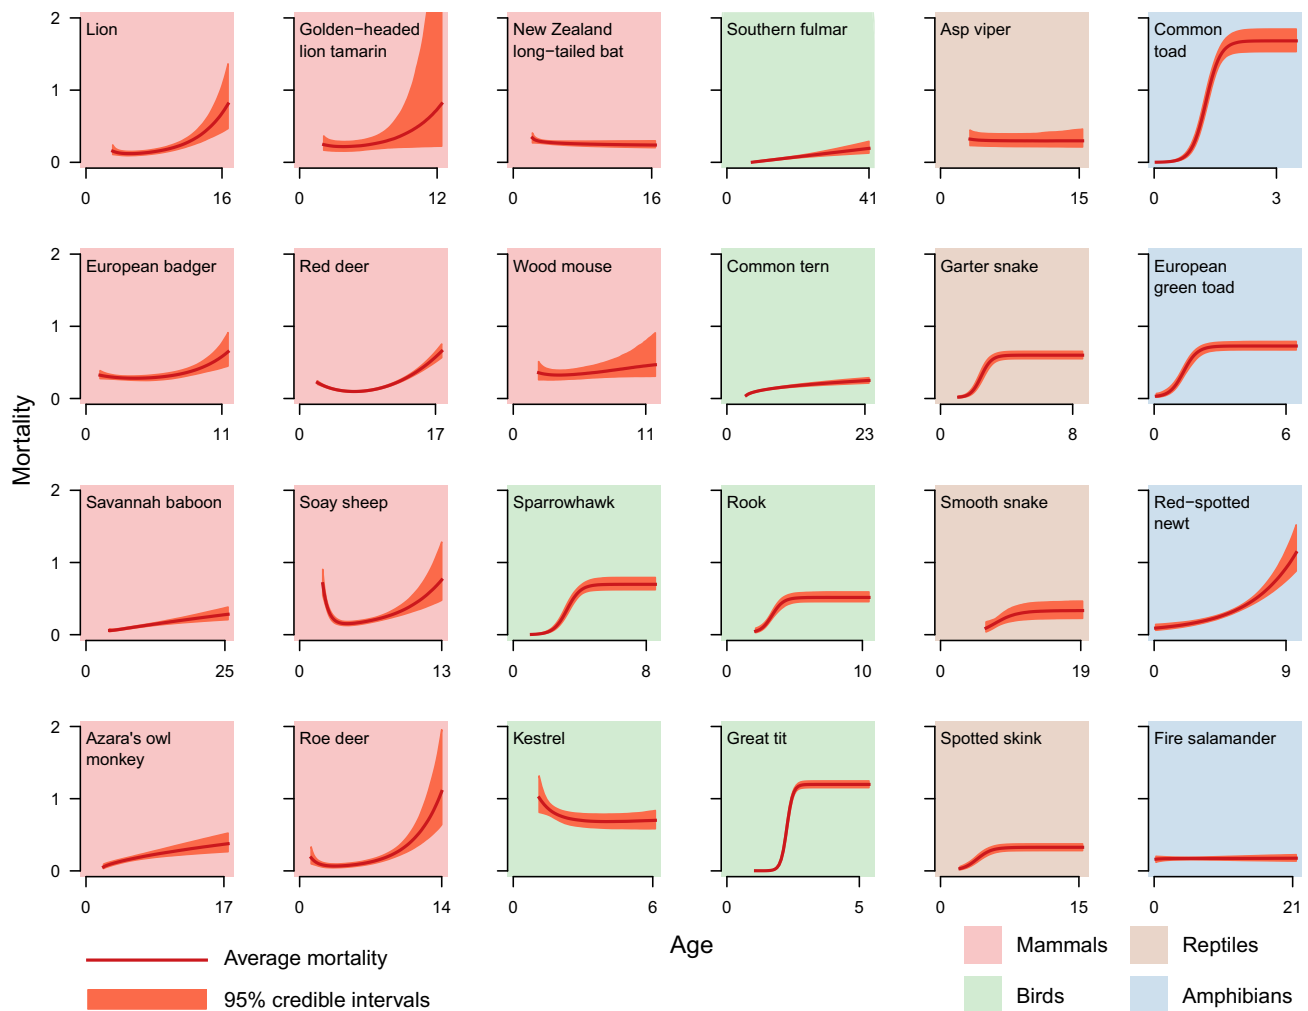 2
1
0
Lion
0 16
Golden−headed
lion tamarin
0 12
New Zealand
long−tailed bat
0 16
Southern fulmar
0 41
Asp viper
0 15
Common
toad
0 3
2
1
0
European badger
0 11
Red deer
0 17
Wood mouse
0 11
Common tern
0 23
Garter snake
0 8
European
green toad
0 6
Mortality
2
1
0
Savannah baboon
0 25
Soay sheep
0 13
Sparrowhawk
0 8
Rook
0 10
Smooth snake
0 19
Red−spotted
newt
0 9
2
1
0
Azara's owl
monkey
0 17
Roe deer
0 14
Kestrel
0 6
Great tit
0 5
Spotted skink
0 15
Fire salamander
0 21
Age
Average mortality
95% credible intervals
Mammals
Birds
Reptiles
Amphibians